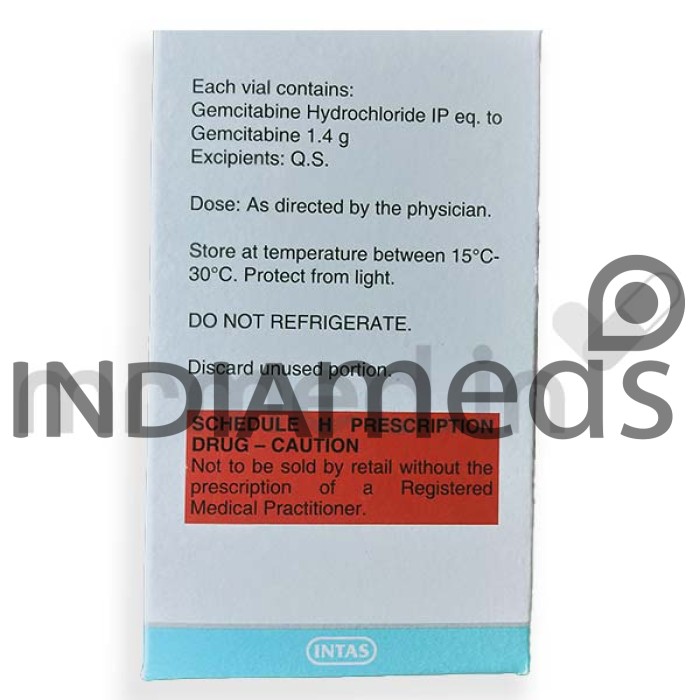 Each vial contains:
Gemcitabine Hydrochloride IP eq. to
Gemcitabine 1.4 g
Excipients: Q.S.
Dose: As directed by the physician.
Store at temperature between 15°C-
30°C. Protect from light.
DO NOT REFRIGERATE.
INDIAmeds
Discard unused portion.
SCHEDULE H PRESCRIPTION
DRUG – CAUTION
Not to be sold by retail without the
prescription of a Registered
Medical Practitioner.
INTAS